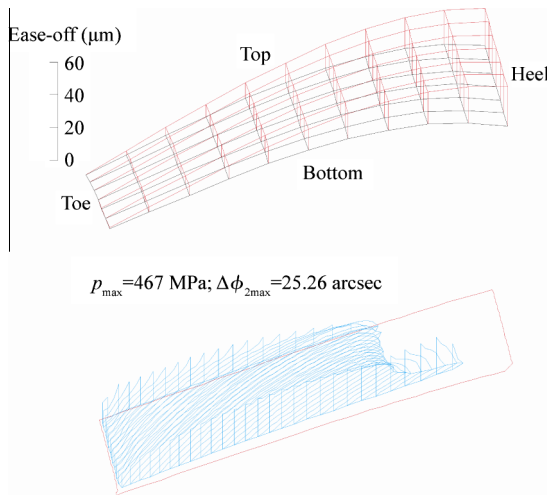 Ease-off (μm)
60
40
20
0
Top
Heel
Bottom
Toe
pmax=467 MPa; Δϕ2max=25.26 arcsec